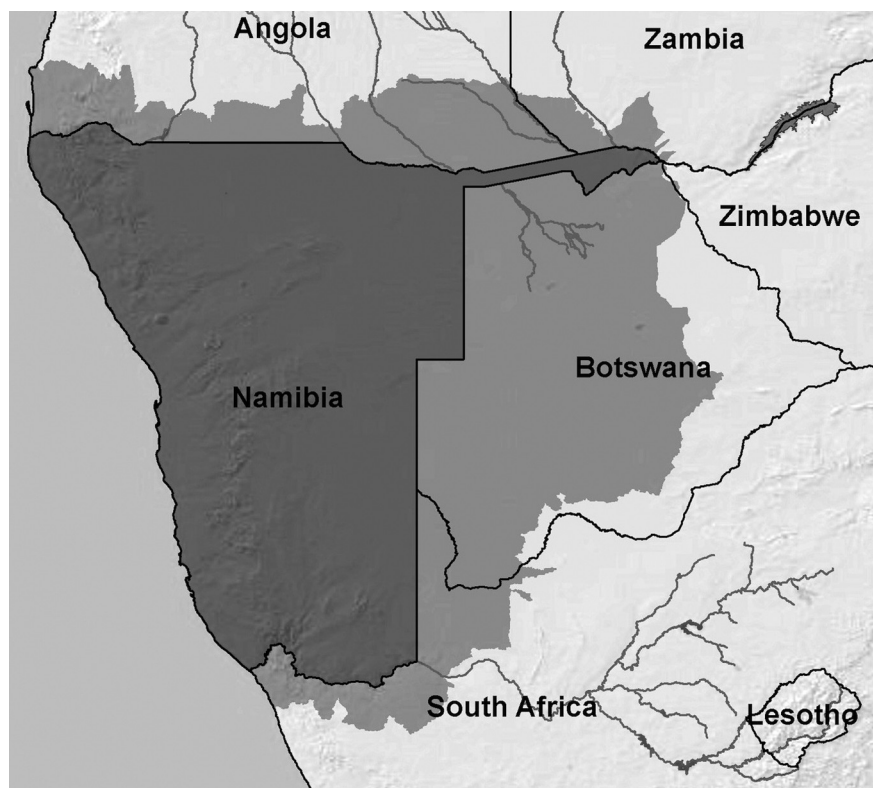 Angola
Zambia
Zimbabwe
Botswana
Namibia
South Africa
Lesotho